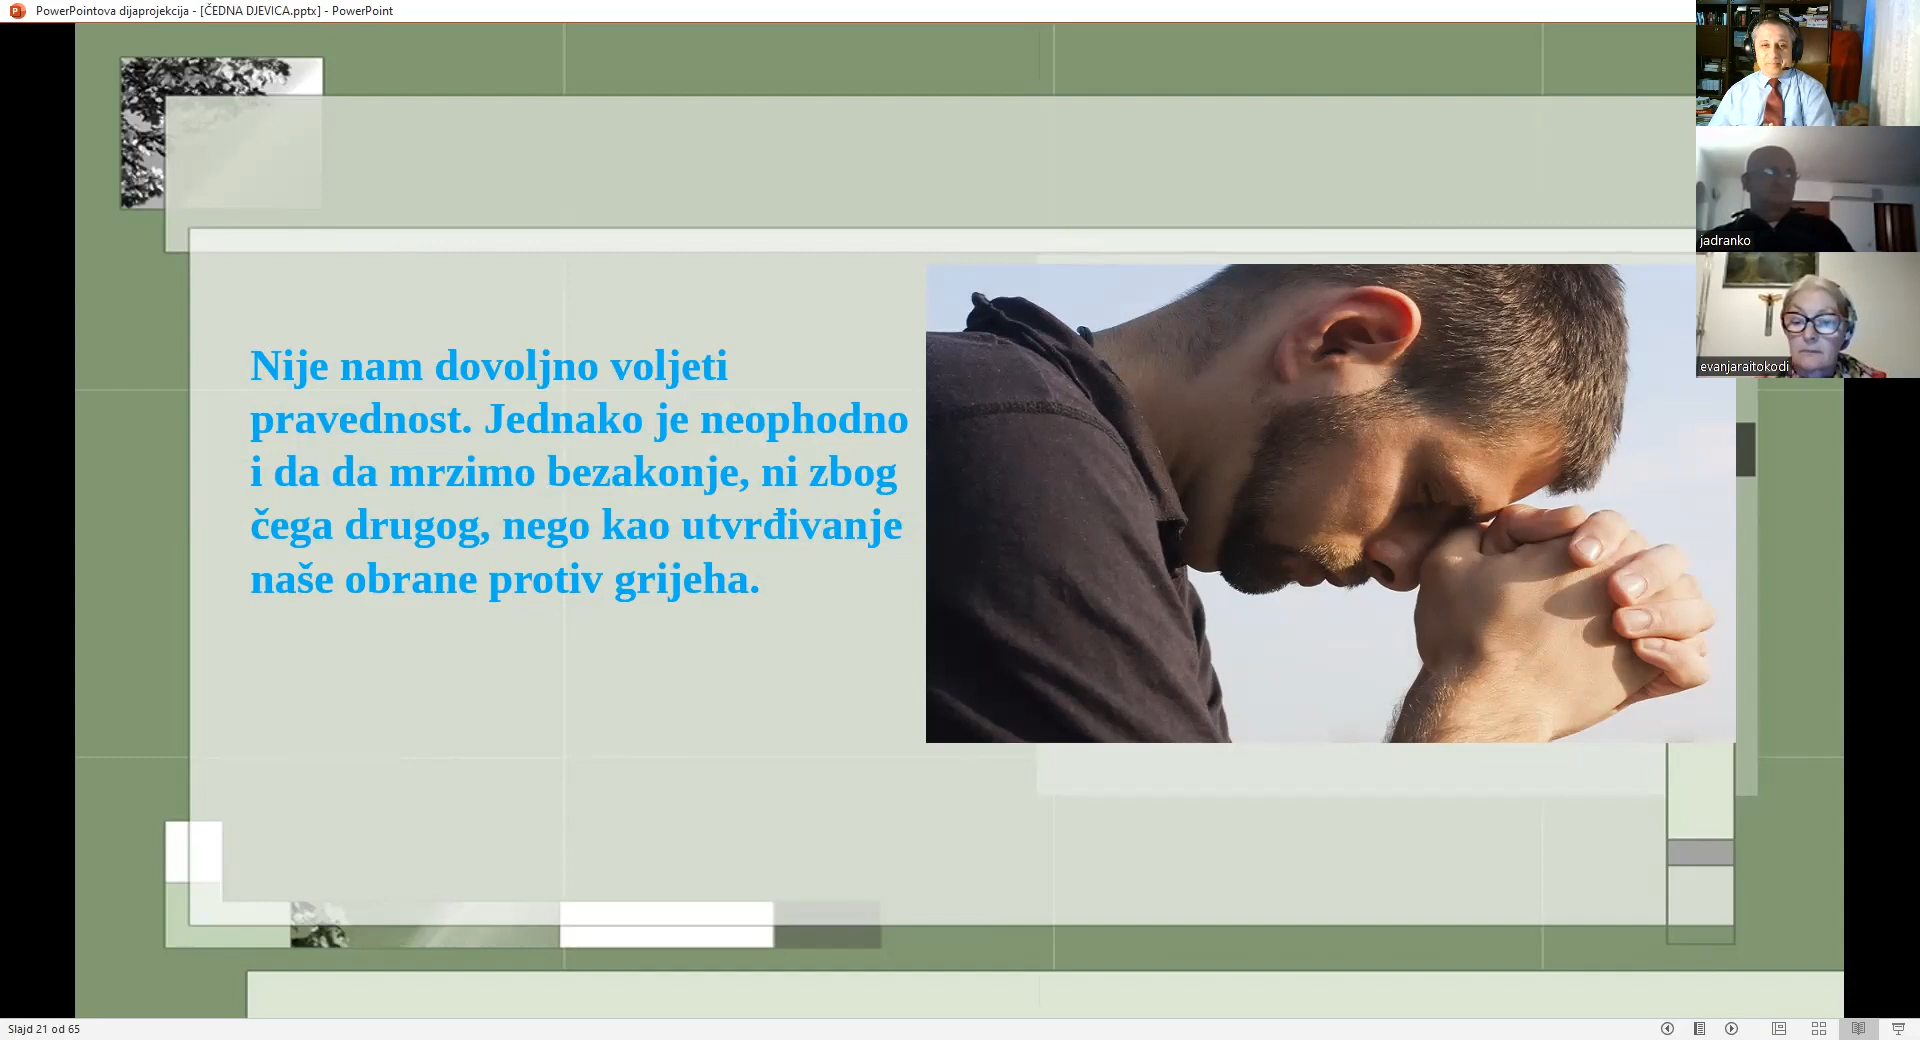 PowerPointova dijaprojekcija - [ČEDNA DJEVICA.pptx] - PowerPoint
jadranko
evanjaraitokodi
Nije nam dovoljno voljeti
pravednost. Jednako je neophodno
i da da mrzimo bezakonje, ni zbog
čega drugog, nego kao utvrđivanje
naše obrane protiv grijeha.
Slajd 21 od 65